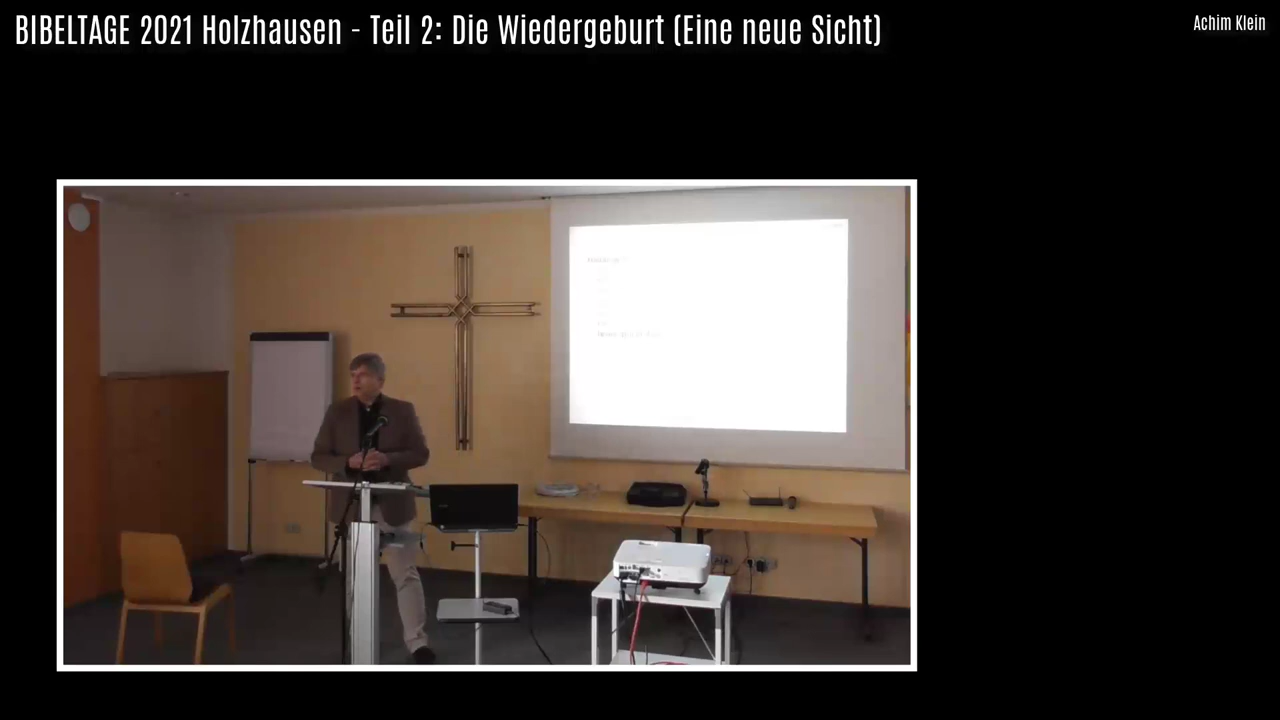 BIBELTAGE 2021 Holzhausen - Teil 2: Die Wiedergeburt (Eine neue Sicht)
Achim Klein